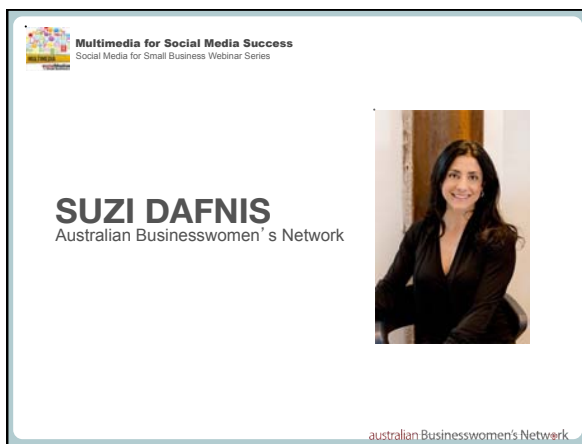 Multimedia for Social Media Success
Social Media for Small Business Webinar Series
MULTIMEDIA
SUZI DAFNIS
Australian Businesswomen's Network
australian Businesswomen's Network